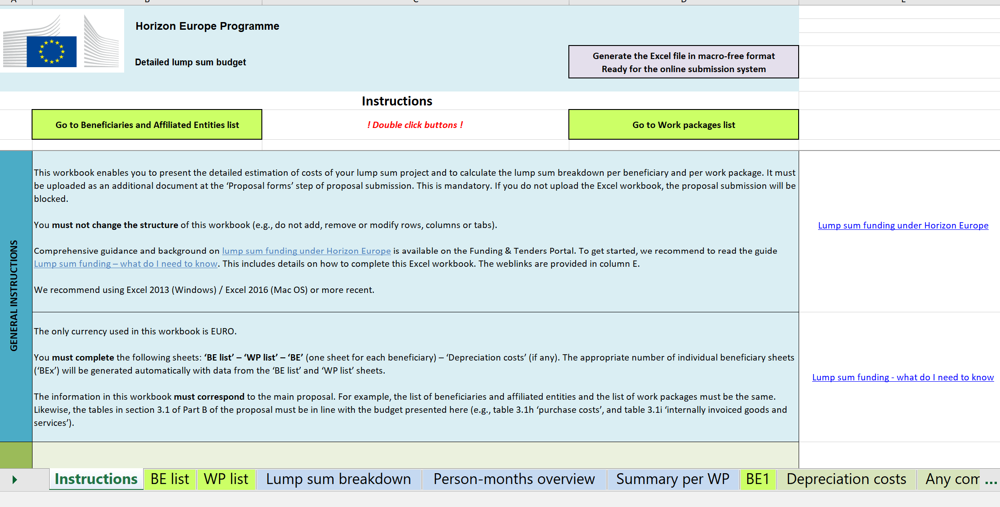 Horizon Europe Programme
Detailed lump sum budget
Generate the Excel file in macro-free format
Ready for the online submission system
Instructions
Go to Beneficiaries and Affiliated Entities list
! Double click buttons !
Go to Work packages list
GENERAL INSTRUCTIONS
This workbook enables you to present the detailed estimation of costs of your lump sum project and to calculate the lump sum breakdown per beneficiary and per work package. It must
be uploaded as an additional document at the ‘Proposal forms’ step of proposal submission. This is mandatory. If you do not upload the Excel workbook, the proposal submission will be
blocked.
You must not change the structure of this workbook (e.g., do not add, remove or modify rows, columns or tabs).
Lump sum funding under Horizon Europe
Comprehensive guidance and background on lump sum funding under Horizon Europe is available on the Funding & Tenders Portal. To get started, we recommend to read the guide
Lump sum funding – what do I need to know. This includes details on how to complete this Excel workbook. The weblinks are provided in column E.
We recommend using Excel 2013 (Windows) / Excel 2016 (Mac OS) or more recent.
The only currency used in this workbook is EURO.
You must complete the following sheets: ‘BE list’ – ‘WP list’ – ‘BE’ (one sheet for each beneficiary) – ‘Depreciation costs’ (if any). The appropriate number of individual beneficiary sheets
(‘BEx’) will be generated automatically with data from the ‘BE list’ and ‘WP list’ sheets.
Lump sum funding - what do I need to know
The information in this workbook must correspond to the main proposal. For example, the list of beneficiaries and affiliated entities and the list of work packages must be the same.
Likewise, the tables in section 3.1 of Part B of the proposal must be in line with the budget presented here (e.g., table 3.1h ‘purchase costs’, and table 3.1i ‘internally invoiced goods and
services’).
Instructions BE list WP list Lump sum breakdown Person-months overview Summary per WP BE1 Depreciation costs Any com ...